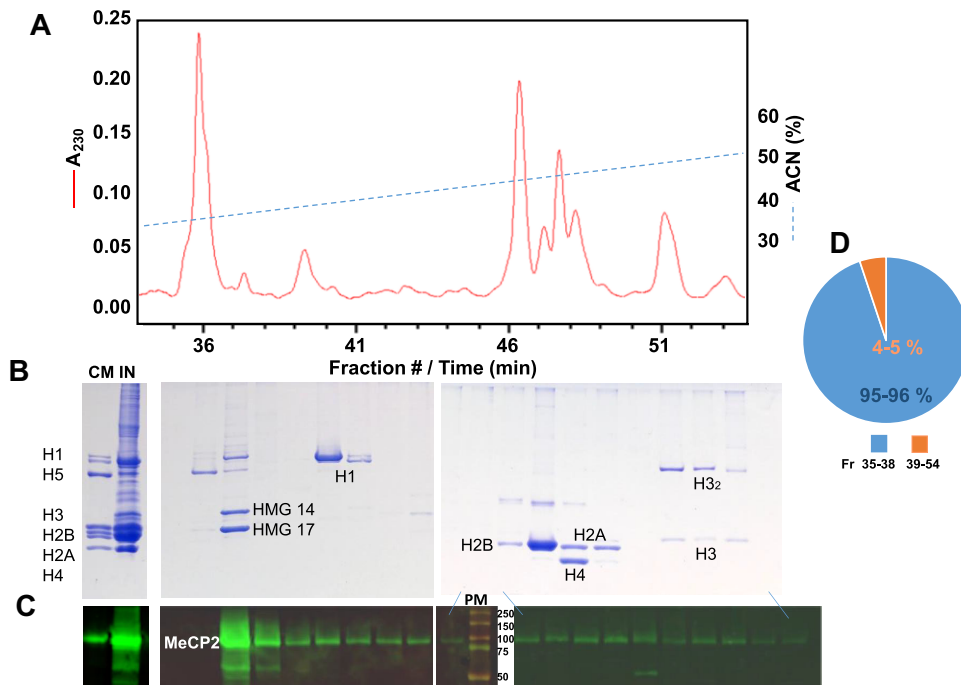 A
0.25
0.20
0.15
0.10
0.05
0.00
A230
60
50
40
30
ACN (%)
36
41
46
51
Fraction # / Time (min)
B
CM IN
H1
H5
H3
H2B
H2A
H4
HMG 14
HMG 17
H1
H2B
H2A
H4
H32
H3
C
MeCP2
PM
250
150
100
75
50
D
4-5 %
95-96 %
Fr 35-38 39-54